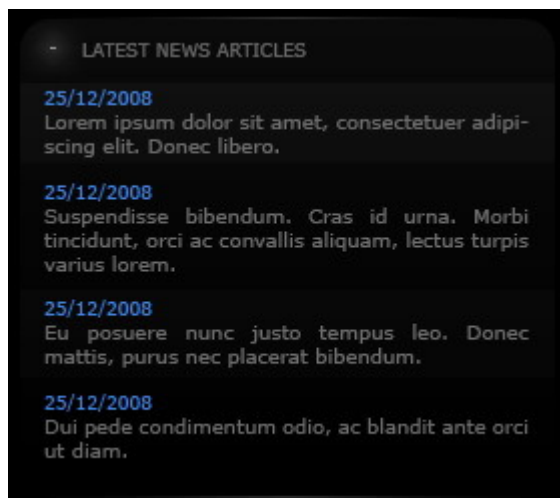 - LATEST NEWS ARTICLES
25/12/2008
Lorem ipsum dolor sit amet, consectetuer adipi-
scing elit. Donec libero.
25/12/2008
Suspendisse bibendum. Cras id urna. Morbi
tincidunt, orci ac convallis aliquam, lectus turpis
varius lorem.
25/12/2008
Eu posuere nunc justo tempus leo. Donec
mattis, purus nec placerat bibendum.
25/12/2008
Dui pede condimentum odio, ac blandit ante orci
ut diam.